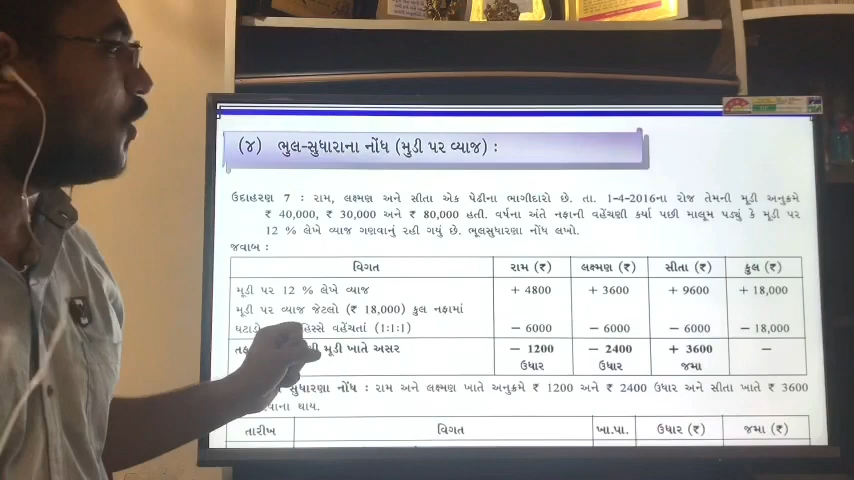 (૪) ભુલ-સુધારાના નોંધ (મુડી પર વ્યાજ) :
ઉદાહરણ 7 : રામ, લક્ષ્મણ અને સીતા એક પેઢીના ભાગીદારો છે. તા. 1-4-2016ના રોજ તેમની મૂડી અનુક્રમે
₹ 40,000, ₹ 30,000 અને ₹ 80,000 હતી. વર્ષના અંતે નફાની વહેંચણી કર્યા પછી માલૂમ પડ્યું કે મૂડી પર
12 % લેખે વ્યાજ ગણવાનું રહી ગયું છે. ભૂલસુધારણા નોંધ લખો.
જવાબ :
વિગત રામ (₹) લક્ષ્મણ (₹) સીતા (₹) કુલ (₹)
મૂડી પર 12 % લેખે વ્યાજ + 4800 + 3600 + 9600 + 18,000
મૂડી પર વ્યાજ જેટલો (₹ 18,000) કુલ નફામાં
ઘટાડો હિસ્સે વહેંચતાં (1:1:1) – 6000 – 6000 – 6000 – 18,000
મૂડી ખાતે અસર – 1200 – 2400 + 3600 –
ઉધાર ઉધાર જમા
સુધારણા નોંધ : રામ અને લક્ષ્મણ ખાતે અનુક્રમે ₹ 1200 અને ₹ 2400 ઉધાર અને સીતા ખાતે ₹ 3600
થાય.
તારીખ વિગત ખા.પા. ઉધાર (₹) જમા (₹)